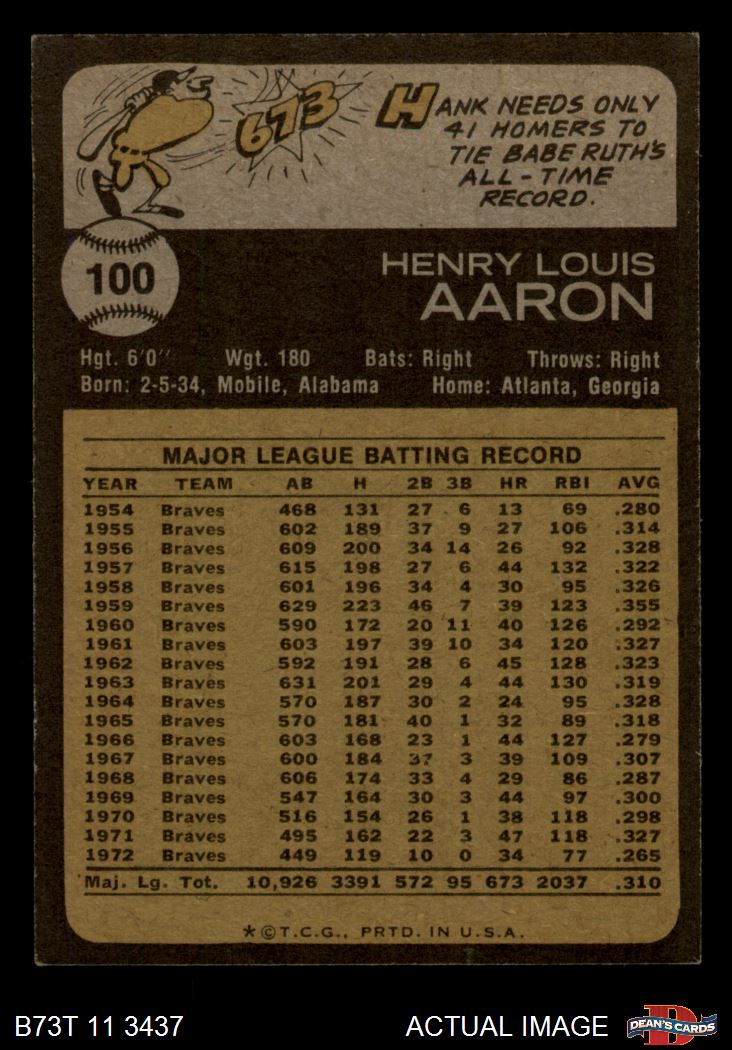 673
HANK NEEDS ONLY
41 HOMERS TO
TIE BABE RUTH'S
ALL-TIME
RECORD.
100
HENRY LOUIS
AARON
Hgt. 6'0" Wgt. 180 Bats: Right Throws: Right
Born: 2-5-34, Mobile, Alabama Home: Atlanta, Georgia
MAJOR LEAGUE BATTING RECORD
YEAR TEAM AB H 2B 3B HR RBI AVG
1954 Braves 468 131 27 6 13 69 .280
1955 Braves 602 189 37 9 27 106 .314
1956 Braves 609 200 34 14 26 92 .328
1957 Braves 615 198 27 6 44 132 .322
1958 Braves 601 196 34 4 30 95 .326
1959 Braves 629 223 46 7 39 123 .355
1960 Braves 590 172 20 11 40 126 .292
1961 Braves 603 197 39 10 34 120 .327
1962 Braves 592 191 28 6 45 128 .323
1963 Braves 631 201 29 4 44 130 .319
1964 Braves 570 187 30 2 24 95 .328
1965 Braves 570 181 40 1 32 89 .318
1966 Braves 603 168 23 1 44 127 .279
1967 Braves 600 184 37 3 39 109 .307
1968 Braves 606 174 33 4 29 86 .287
1969 Braves 547 164 30 3 44 97 .300
1970 Braves 516 154 26 1 38 118 .298
1971 Braves 495 162 22 3 47 118 .327
1972 Braves 449 119 10 0 34 77 .265
Maj. Lg. Tot. 10,926 3391 572 95 673 2037 .310
*©T.C.G., PRTD. IN U.S.A.
B73T 11 3437 ACTUAL IMAGE D DEAN'S CARDS